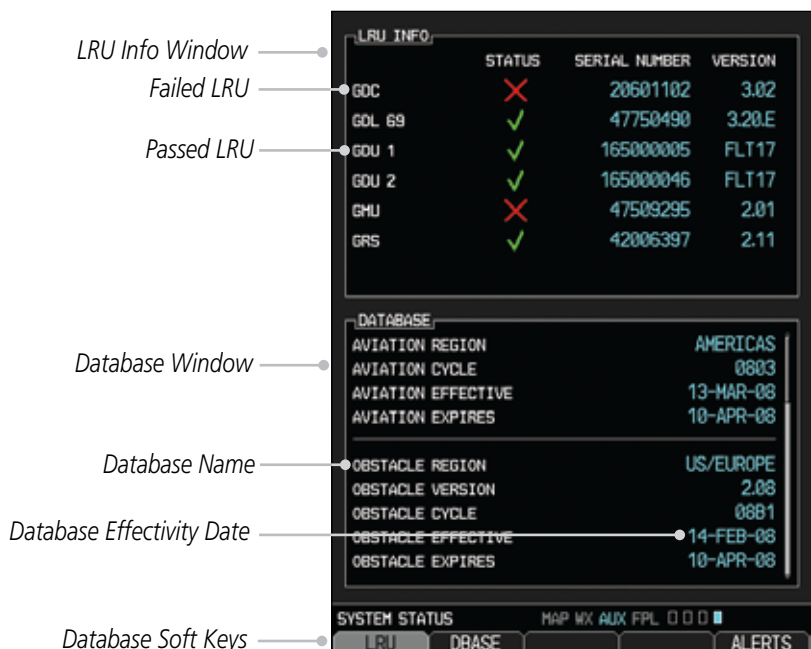 LRU Info Window
Failed LRU
Passed LRU
Database Window
Database Name
Database Effectivity Date
Database Soft Keys
LRU INFO
STATUS SERIAL NUMBER VERSION
GDC 20601102 3.02
GDL 69 47750490 3.20.E
GDU 1 165000005 FLT17
GDU 2 165000046 FLT17
GMU 47509295 2.01
GRS 42006397 2.11
DATABASE
AVIATION REGION AMERICAS
AVIATION CYCLE 0803
AVIATION EFFECTIVE 13-MAR-08
AVIATION EXPIRES 10-APR-08
OBSTACLE REGION US/EUROPE
OBSTACLE VERSION 2.08
OBSTACLE CYCLE 08B1
OBSTACLE EFFECTIVE 14-FEB-08
OBSTACLE EXPIRES 10-APR-08
SYSTEM STATUS MAP WX AUX FPL
LRU DBASE ALERTS